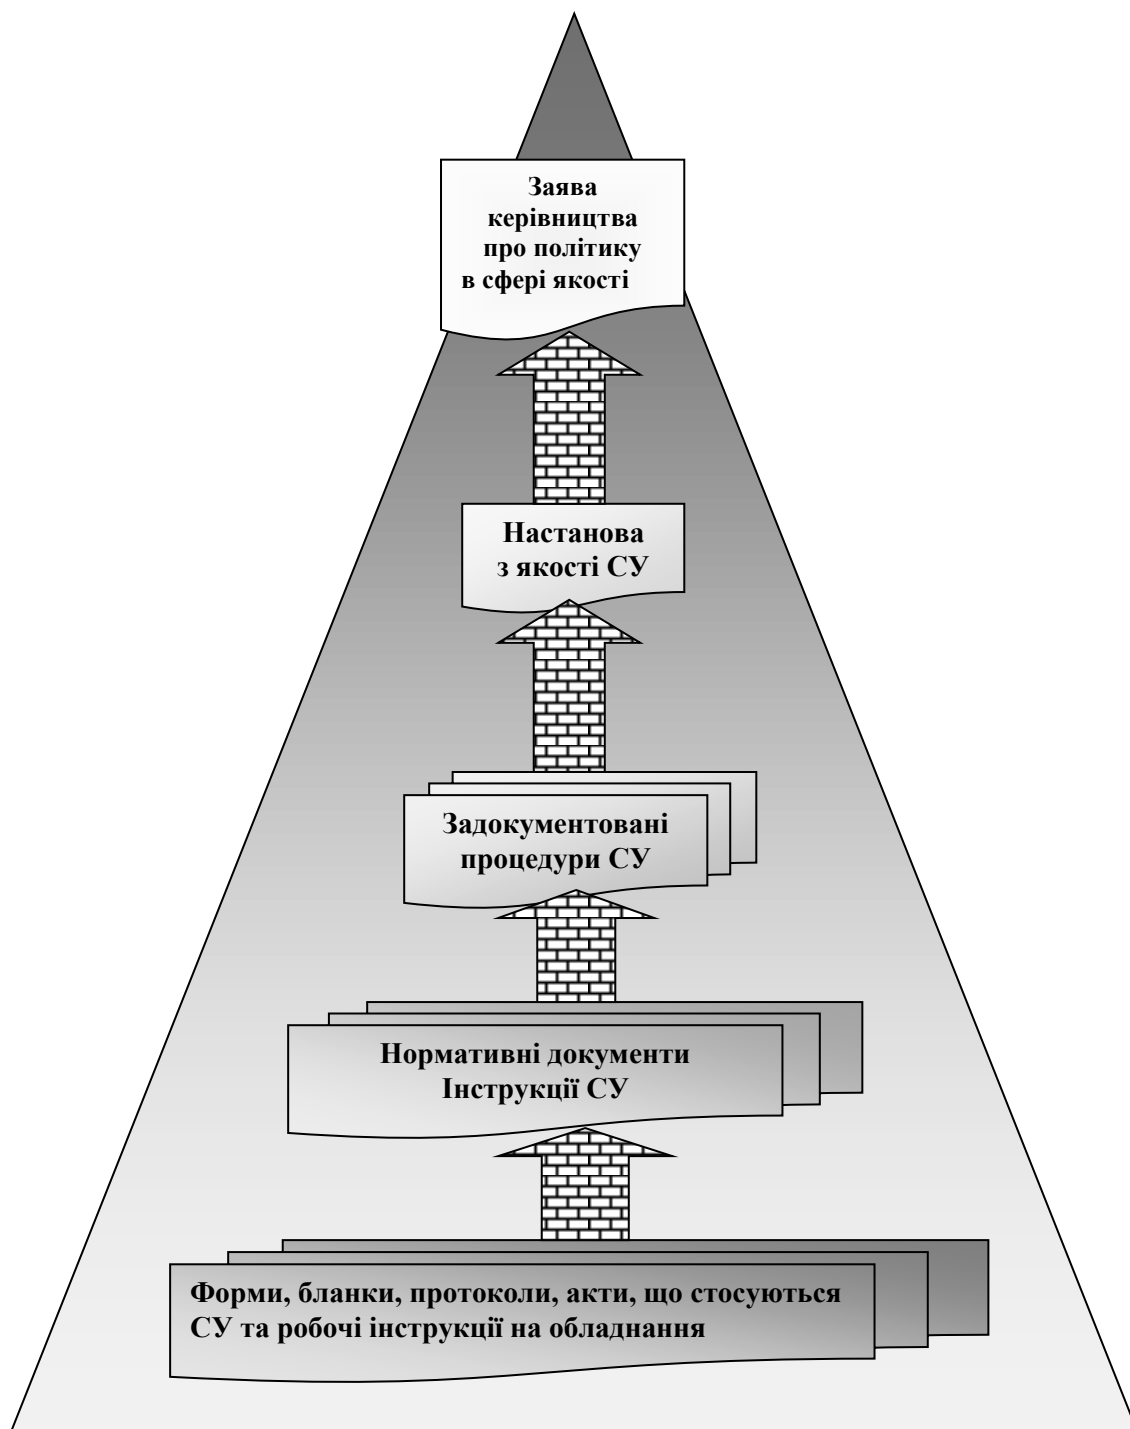 Заява
керівництва
про політику
в сфері якості
Настанова
з якості СУ
Задокументовані
процедури СУ
Нормативні документи
Інструкції СУ
Форми, бланки, протоколи, акти, що стосуються
СУ та робочі інструкції на обладнання